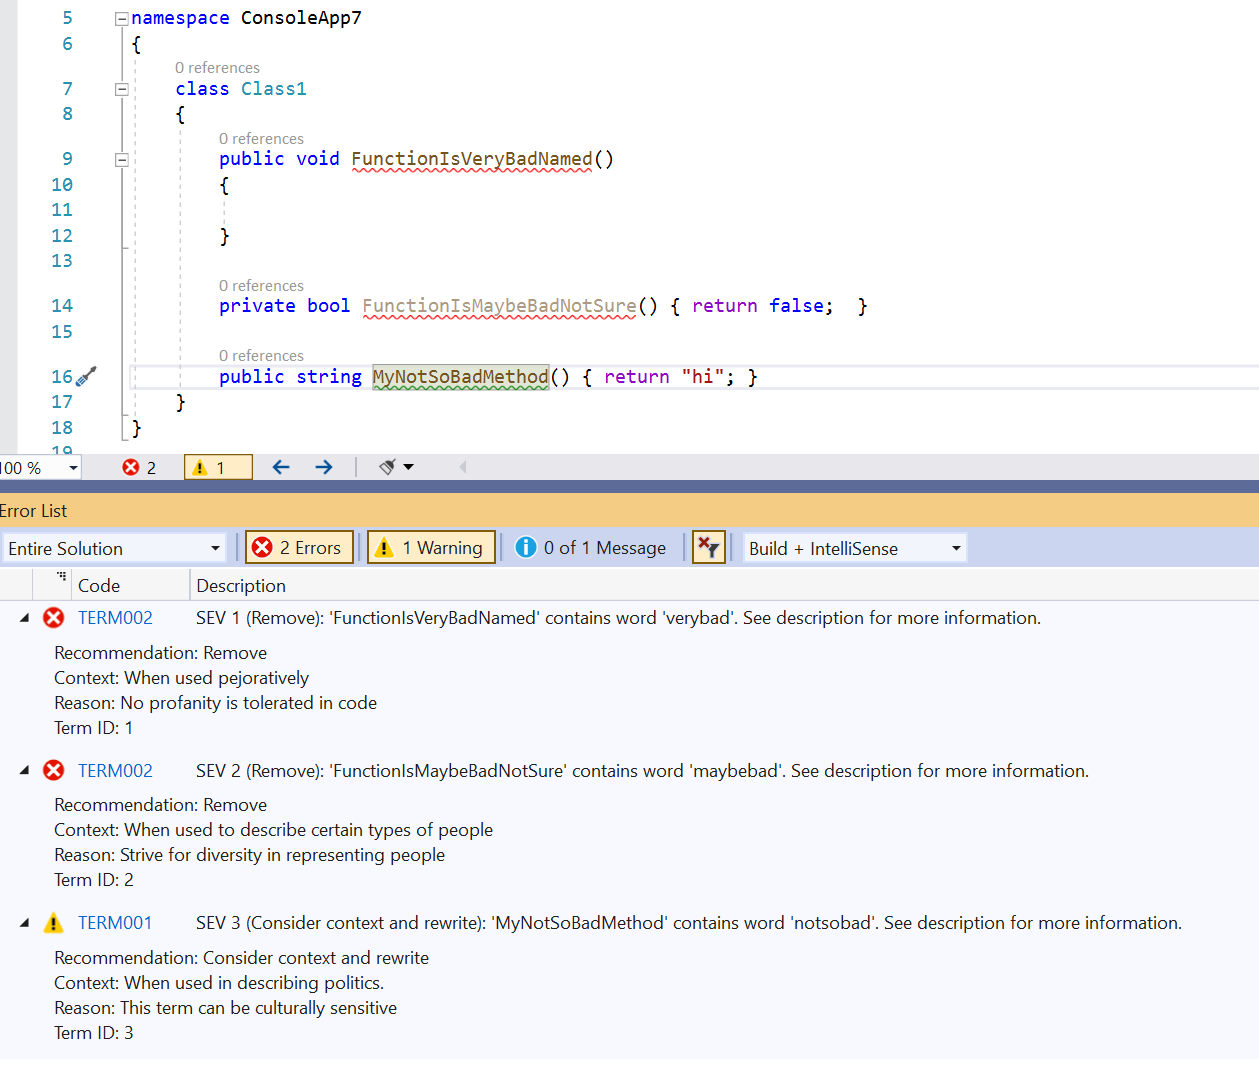 5 namespace ConsoleApp7
6 {
0 references
7 class Class1
8 {
0 references
9 public void FunctionIsVeryBadNamed()
10 {
11
12 }
13
0 references
14 private bool FunctionIsMaybeBadNotSure() { return false;  }
15
0 references
16 public string MyNotSoBadMethod() { return "hi"; }
17 }
18 }
19
100 % 2 1
Error List
Entire Solution 2 Errors 1 Warning 0 of 1 Message Build + IntelliSense
Code Description
TERM002 SEV 1 (Remove): 'FunctionIsVeryBadNamed' contains word 'verybad'. See description for more information.
Recommendation: Remove
Context: When used pejoratively
Reason: No profanity is tolerated in code
Term ID: 1
TERM002 SEV 2 (Remove): 'FunctionIsMaybeBadNotSure' contains word 'maybebad'. See description for more information.
Recommendation: Remove
Context: When used to describe certain types of people
Reason: Strive for diversity in representing people
Term ID: 2
TERM001 SEV 3 (Consider context and rewrite): 'MyNotSoBadMethod' contains word 'notsobad'. See description for more information.
Recommendation: Consider context and rewrite
Context: When used in describing politics.
Reason: This term can be culturally sensitive
Term ID: 3